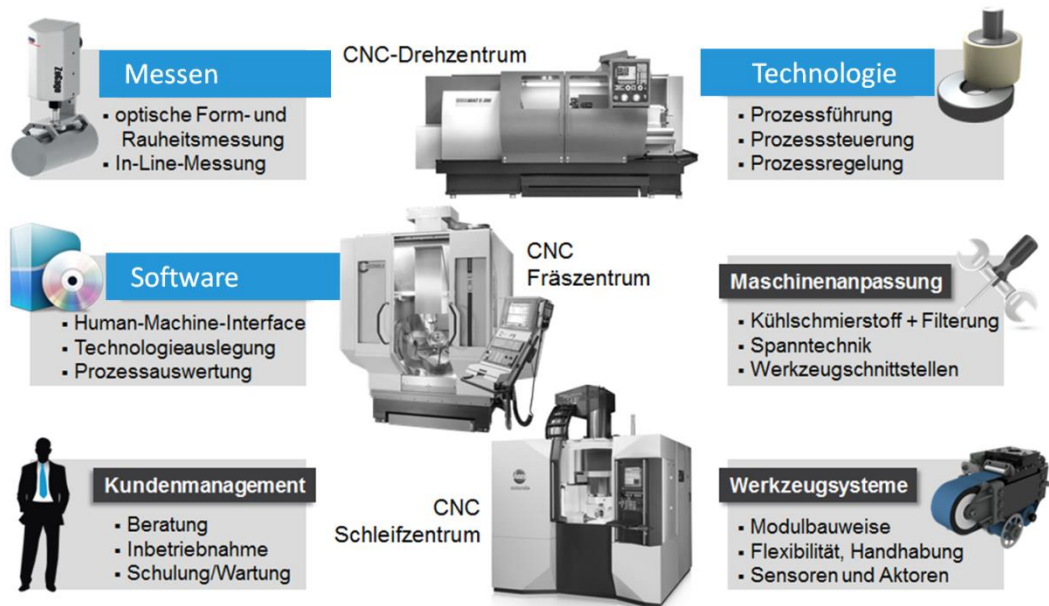 Messen
▪ optische Form- und
Rauheitsmessung
▪ In-Line-Messung
CNC-Drehzentrum
Technologie
▪ Prozessführung
▪ Prozesssteuerung
▪ Prozessregelung
Software
▪ Human-Machine-Interface
▪ Technologieauslegung
▪ Prozessauswertung
CNC
Fräszentrum
Maschinenanpassung
▪ Kühlschmierstoff + Filterung
▪ Spanntechnik
▪ Werkzeugschnittstellen
Kundenmanagement
▪ Beratung
▪ Inbetriebnahme
▪ Schulung/Wartung
CNC
Schleifzentrum
Werkzeugsysteme
▪ Modulbauweise
▪ Flexibilität, Handhabung
▪ Sensoren und Aktoren